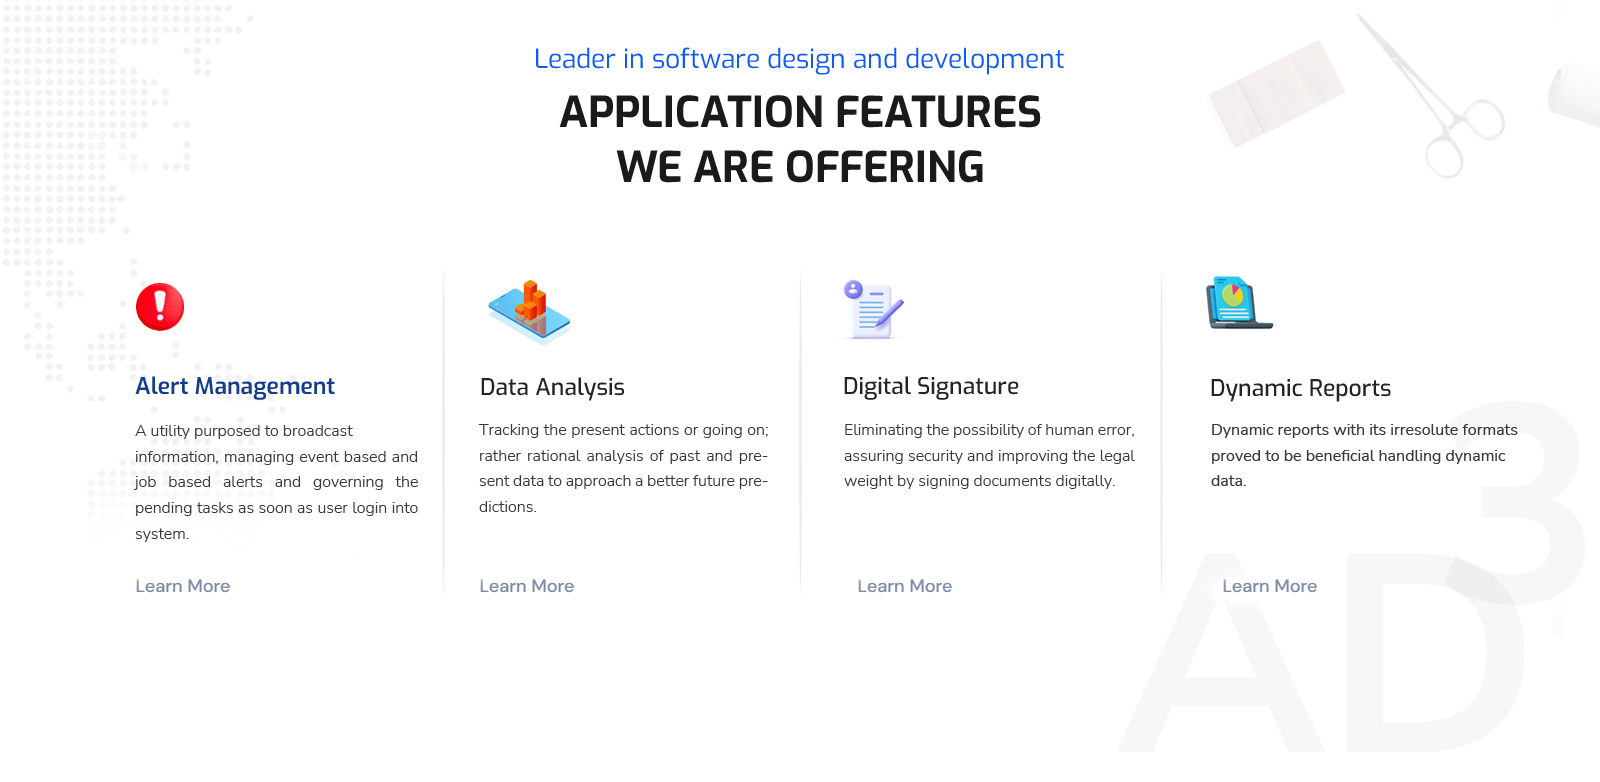 Leader in software design and development
APPLICATION FEATURES
WE ARE OFFERING
Alert Management
A utility purposed to broadcast
information, managing event based and
job based alerts and governing the
pending tasks as soon as user login into
system.
Learn More
Data Analysis
Tracking the present actions or going on;
rather rational analysis of past and pre-
sent data to approach a better future pre-
dictions.
Learn More
Digital Signature
Eliminating the possibility of human error,
assuring security and improving the legal
weight by signing documents digitally.
Learn More
Dynamic Reports
Dynamic reports with its irresolute formats
proved to be beneficial handling dynamic
data.
Learn More
AD3